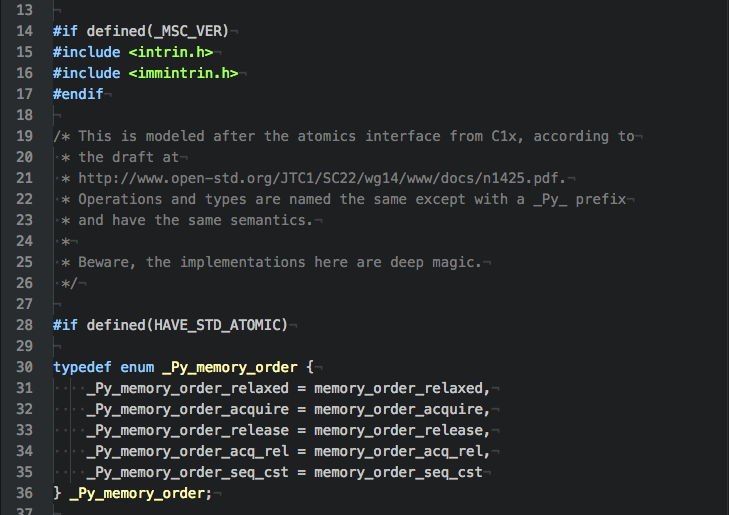 13
14 #if defined(_MSC_VER)¬
15 #include <intrin.h>¬
16 #include <immintrin.h>¬
17 #endif¬
18 ¬
19 /* This is modeled after the atomics interface from C1x, according to¬
20 * the draft at¬
21 * http://www.open-std.org/JTC1/SC22/wg14/www/docs/n1425.pdf.¬
22 * Operations and types are named the same except with a _Py_ prefix¬
23 * and have the same semantics.¬
24 *¬
25 * Beware, the implementations here are deep magic.¬
26 */¬
27 ¬
28 #if defined(HAVE_STD_ATOMIC)¬
29 ¬
30 typedef enum _Py_memory_order {¬
31 ····_Py_memory_order_relaxed = memory_order_relaxed,¬
32 ····_Py_memory_order_acquire = memory_order_acquire,¬
33 ····_Py_memory_order_release = memory_order_release,¬
34 ····_Py_memory_order_acq_rel = memory_order_acq_rel,¬
35 ····_Py_memory_order_seq_cst = memory_order_seq_cst¬
36 } _Py_memory_order;¬
37